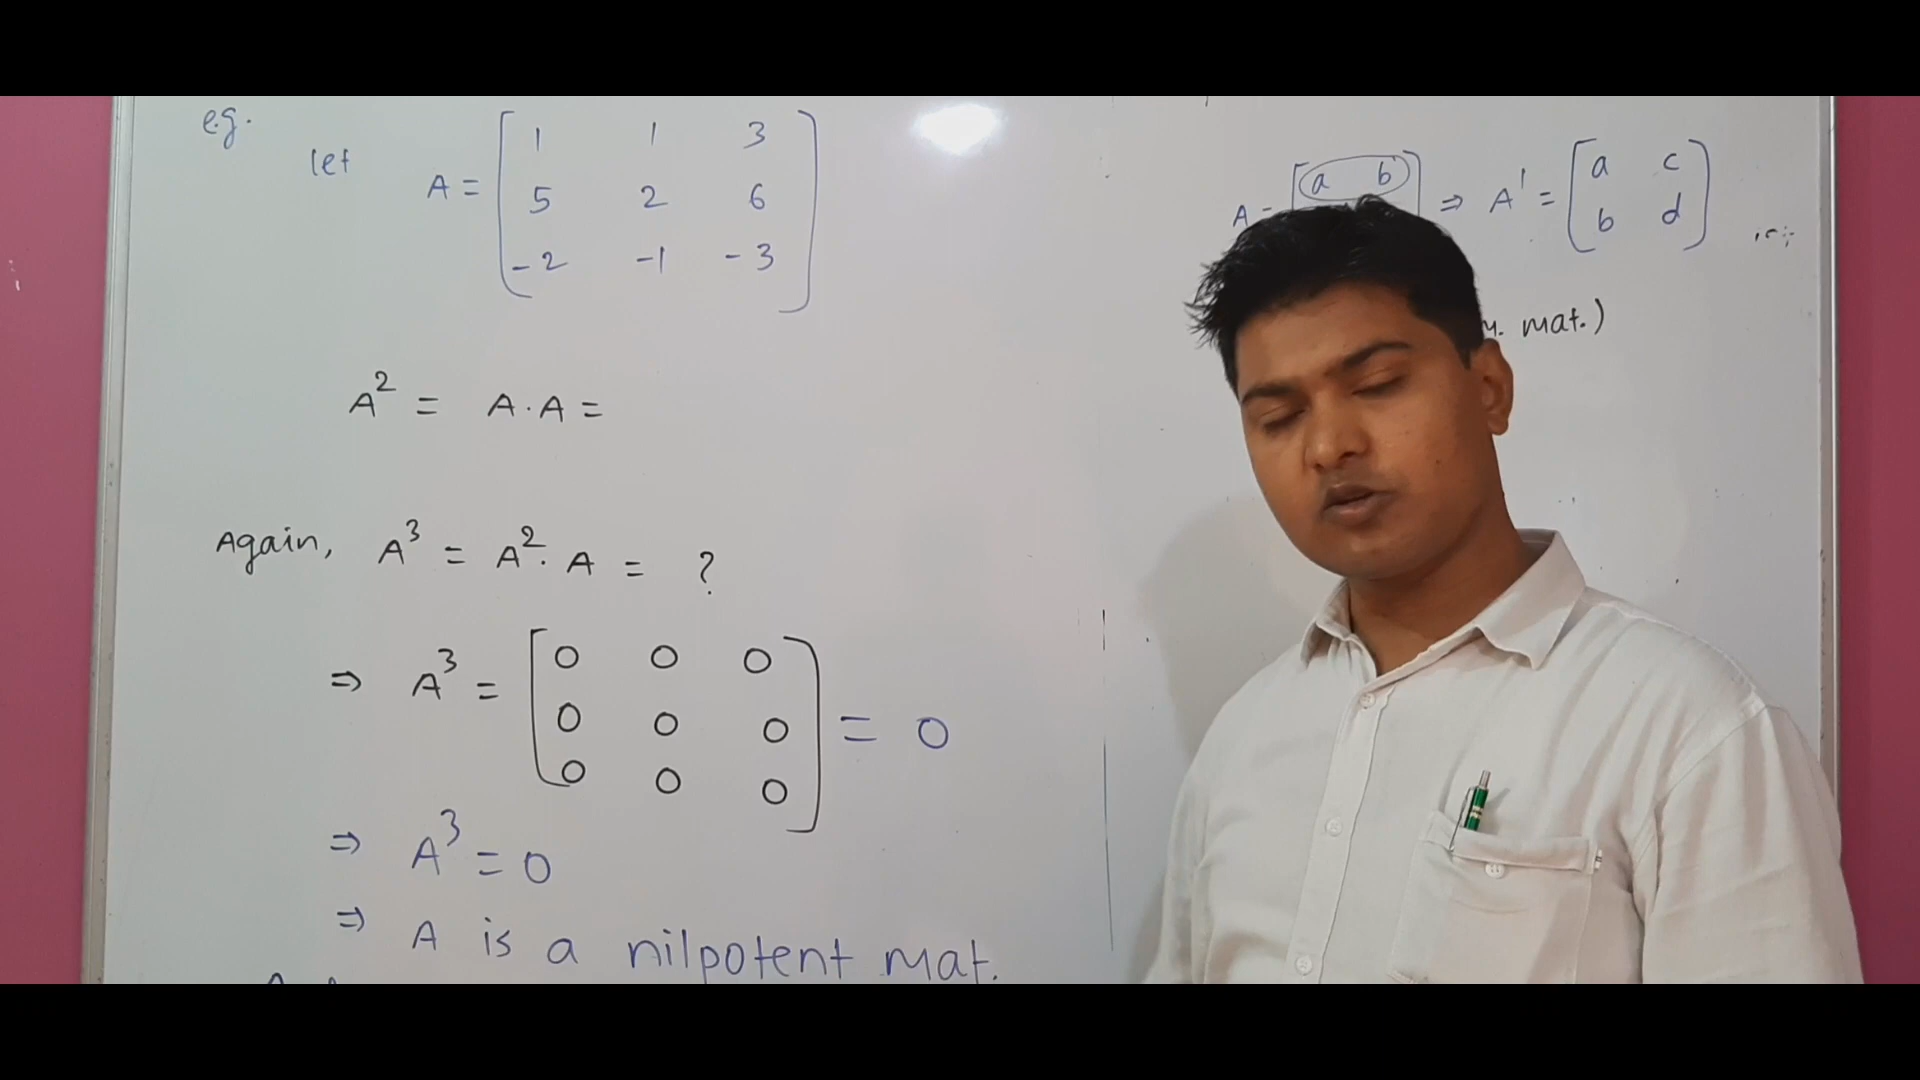 e.g.
let A = [ 1 1 3
5 2 6
-2 -1 -3 ]
A² = A·A =
Again, A³ = A²·A = ?
⇒ A³ = [ 0 0 0
0 0 0
0 0 0 ] = 0
⇒ A³ = 0
⇒ A is a nilpotent mat.
A = [ a b ] ⇒ A' = [ a c
b d ]
mat.)